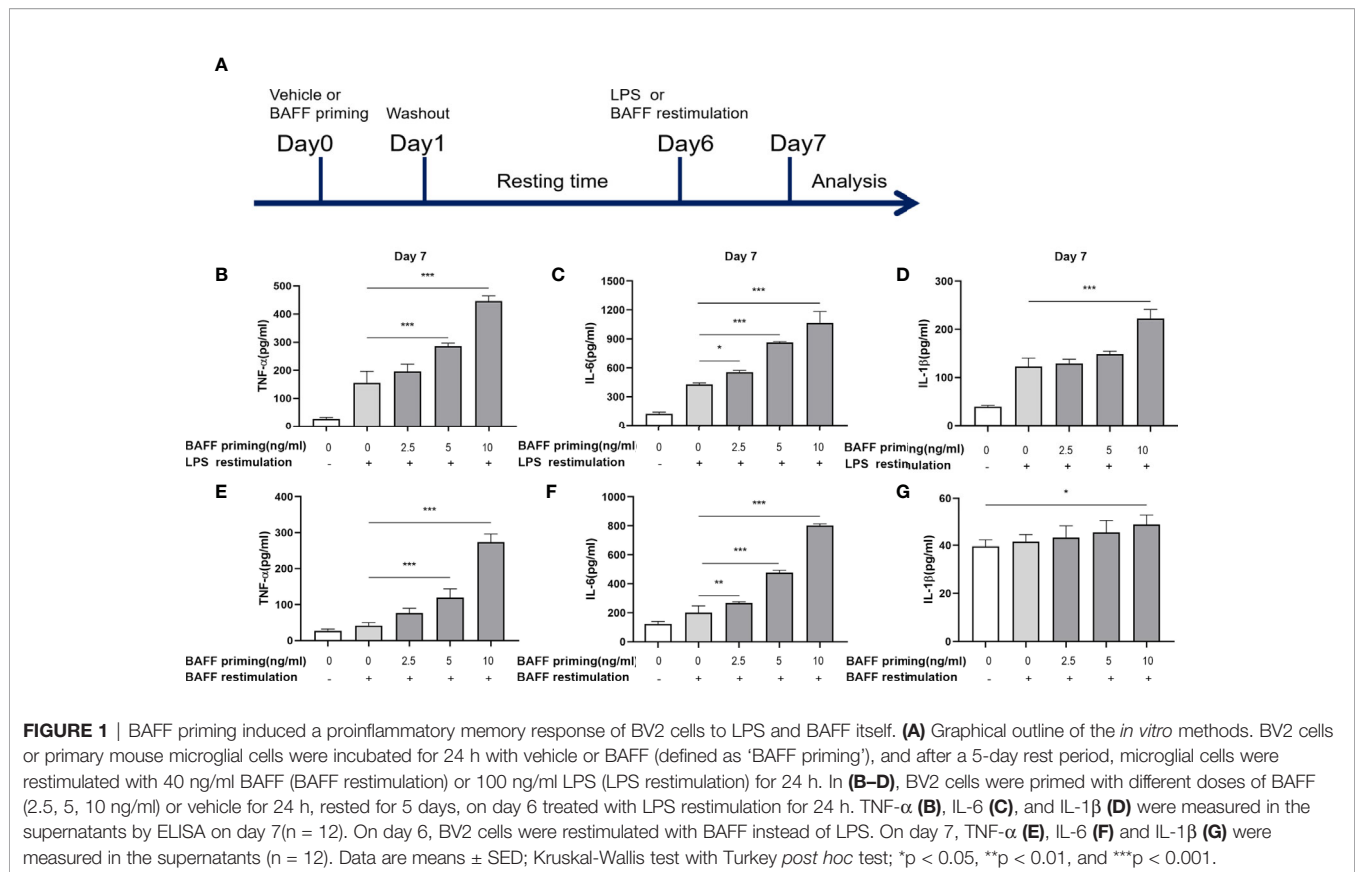 A
Vehicle or
BAFF priming
Washout
LPS or
BAFF restimulation
Day0
Day1
Day6
Day7
Resting time
Analysis
B
Day 7
TNF-α(pg/ml)
500
400
300
200
100
0
***
***
BAFF priming(ng/ml) 0 0 2.5 5 10
LPS restimulation - + + + +
C
Day 7
IL-6(pg/ml)
1500
1200
900
600
300
0
***
***
*
BAFF priming(ng/ml) 0 0 2.5 5 10
LPS restimulation - + + + +
D
Day 7
IL-1β(pg/ml)
300
200
100
0
***
BAFF priming(ng/ml) 0 0 2.5 5 10
LPS restimulation - + + + +
E
TNF-α(pg/ml)
400
300
200
100
0
***
***
BAFF priming(ng/ml) 0 0 2.5 5 10
BAFF restimulation - + + + +
F
IL-6(pg/ml)
1000
800
600
400
200
0
***
***
**
BAFF priming(ng/ml) 0 0 2.5 5 10
BAFF restimulation - + + + +
G
IL-1β(pg/ml)
60
40
20
0
*
BAFF priming(ng/ml) 0 0 2.5 5 10
BAFF restimulation - + + + +
FIGURE 1 | BAFF priming induced a proinflammatory memory response of BV2 cells to LPS and BAFF itself. (A) Graphical outline of the in vitro methods. BV2 cells
or primary mouse microglial cells were incubated for 24 h with vehicle or BAFF (defined as ‘BAFF priming’), and after a 5-day rest period, microglial cells were
restimulated with 40 ng/ml BAFF (BAFF restimulation) or 100 ng/ml LPS (LPS restimulation) for 24 h. In (B–D), BV2 cells were primed with different doses of BAFF
(2.5, 5, 10 ng/ml) or vehicle for 24 h, rested for 5 days, on day 6 treated with LPS restimulation for 24 h. TNF-α (B), IL-6 (C), and IL-1β (D) were measured in the
supernatants by ELISA on day 7(n = 12). On day 6, BV2 cells were restimulated with BAFF instead of LPS. On day 7, TNF-α (E), IL-6 (F) and IL-1β (G) were
measured in the supernatants (n = 12). Data are means ± SED; Kruskal-Wallis test with Turkey post hoc test; *p < 0.05, **p < 0.01, and ***p < 0.001.